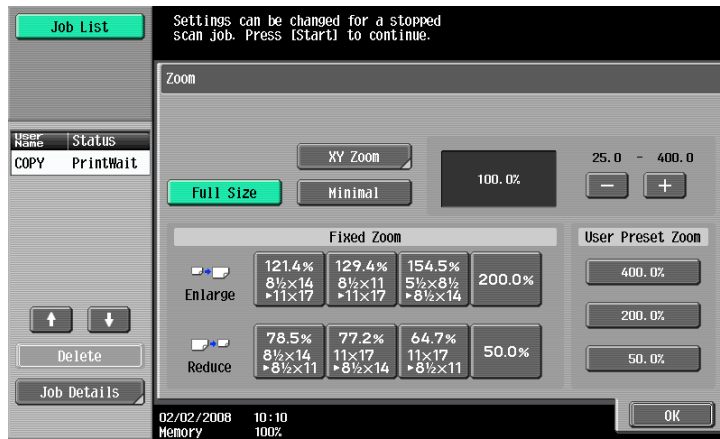 Job List
Settings can be changed for a stopped
scan job. Press [Start] to continue.
Zoom
User Name Status
COPY PrintWait
XY Zoom
Full Size
Minimal
100.0%
25.0 - 400.0
− +
Fixed Zoom
User Preset Zoom
Enlarge
121.4%
8½×14
▸11×17
129.4%
8½×11
▸11×17
154.5%
5½×8½
▸8½×14
200.0%
Reduce
78.5%
8½×14
▸8½×11
77.2%
11×17
▸8½×14
64.7%
11×17
▸8½×11
50.0%
400.0%
200.0%
50.0%
↑ ↓
Delete
Job Details
02/02/2008 10:10
Memory 100%
OK